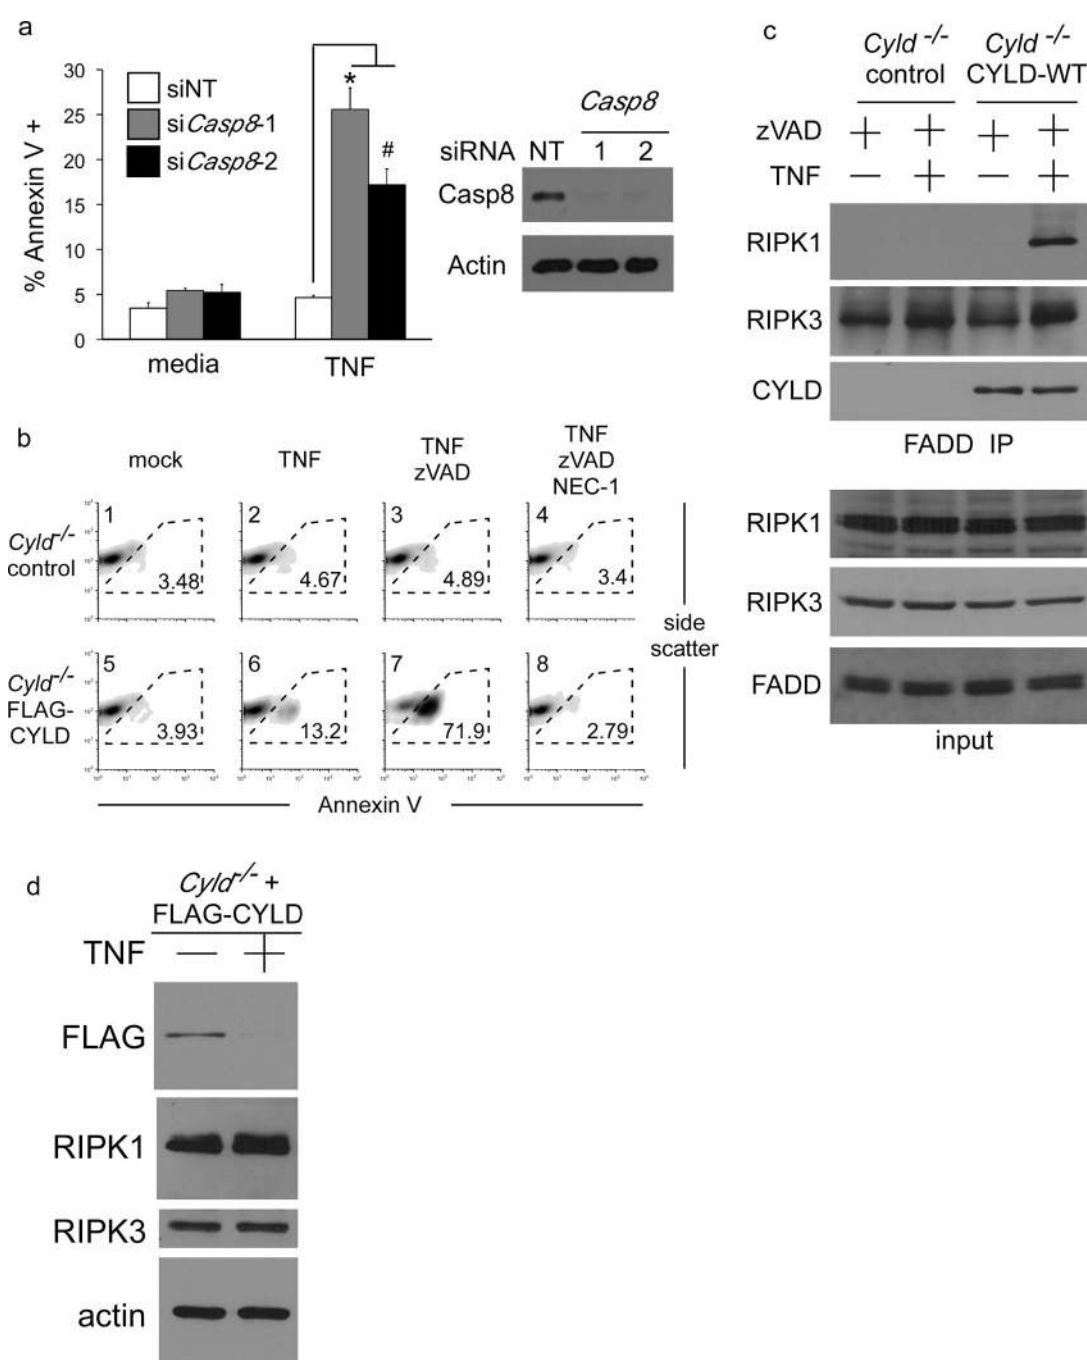 a
% Annexin V +
30
25
20
15
10
5
0
siNT
siCasp8-1
siCasp8-2
*
#
media
TNF
Casp8
siRNA NT 1 2
Casp8
Actin
b
mock
TNF
TNF
zVAD
TNF
zVAD
NEC-1
Cyld-/-
control
1
3.48
2
4.67
3
4.89
4
3.4
Cyld-/-
FLAG-
CYLD
5
3.93
6
13.2
7
71.9
8
2.79
side
scatter
Annexin V
c
Cyld -/-
control
Cyld -/-
CYLD-WT
zVAD + + + +
TNF — + — +
RIPK1
RIPK3
CYLD
FADD IP
RIPK1
RIPK3
FADD
input
d
Cyld-/- +
FLAG-CYLD
TNF — +
FLAG
RIPK1
RIPK3
actin